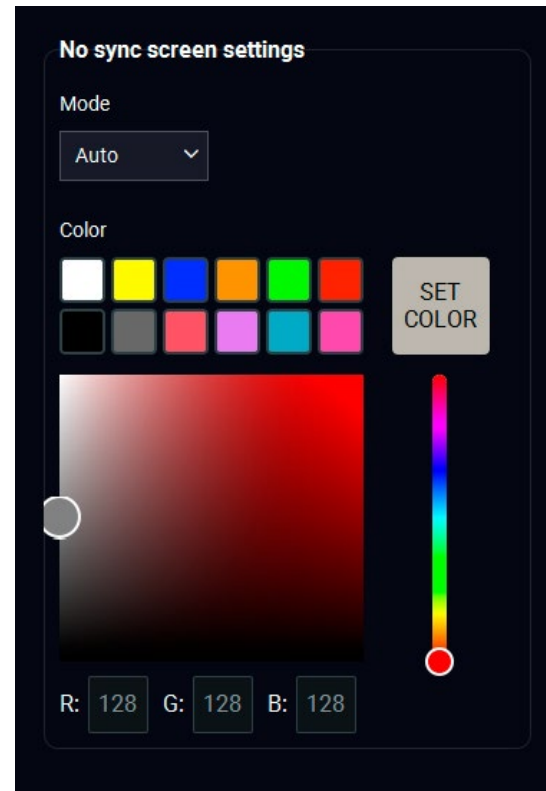 No sync screen settings
Mode
Auto
Color
SET
COLOR
R: 128 G: 128 B: 128